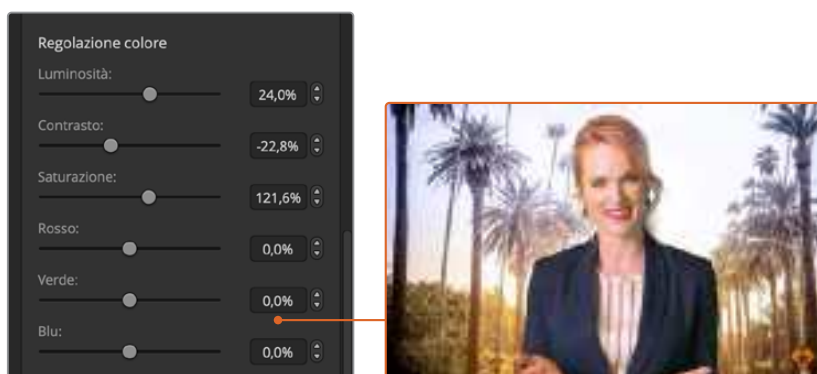 Regolazione colore
Luminosità:
24,0%
Contrasto:
-22,8%
Saturazione:
121,6%
Rosso:
0,0%
Verde:
0,0%
Blu:
0,0%